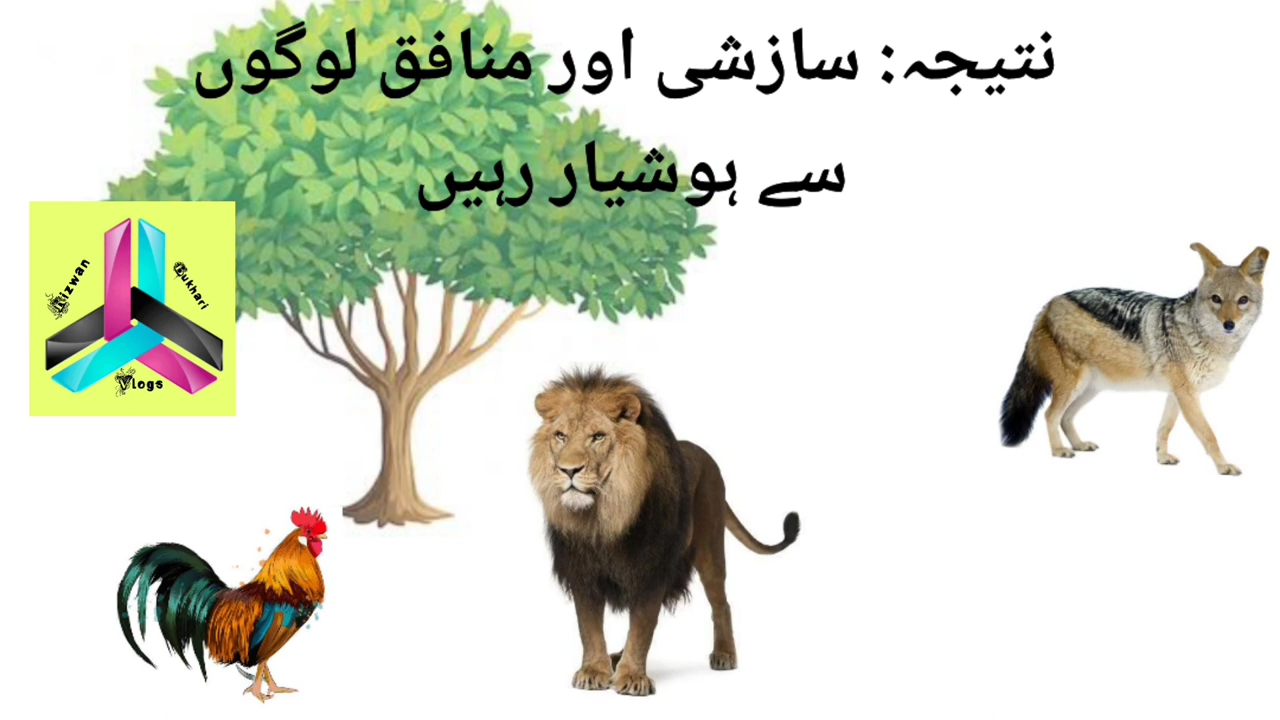 نتیجہ: سازشی اور منافق لوگوں
سے ہوشیار رہیں
Rizwan
Bukhari
Vlogs